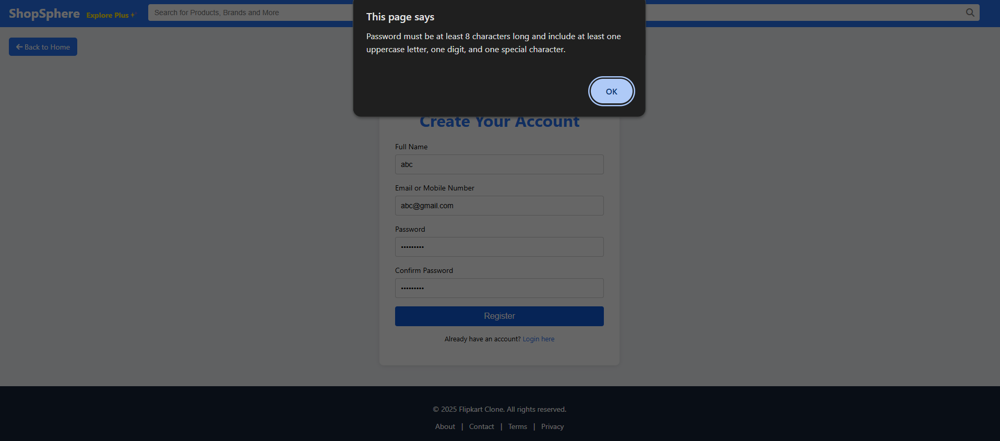 ShopSphere Explore Plus
Search for Products, Brands and More
This page says
Password must be at least 8 characters long and include at least one
uppercase letter, one digit, and one special character.
OK
Back to Home
Create Your Account
Full Name
abc
Email or Mobile Number
abc@gmail.com
Password
•••••••••
Confirm Password
•••••••••
Register
Already have an account? Login here
© 2025 Flipkart Clone. All rights reserved.
About | Contact | Terms | Privacy